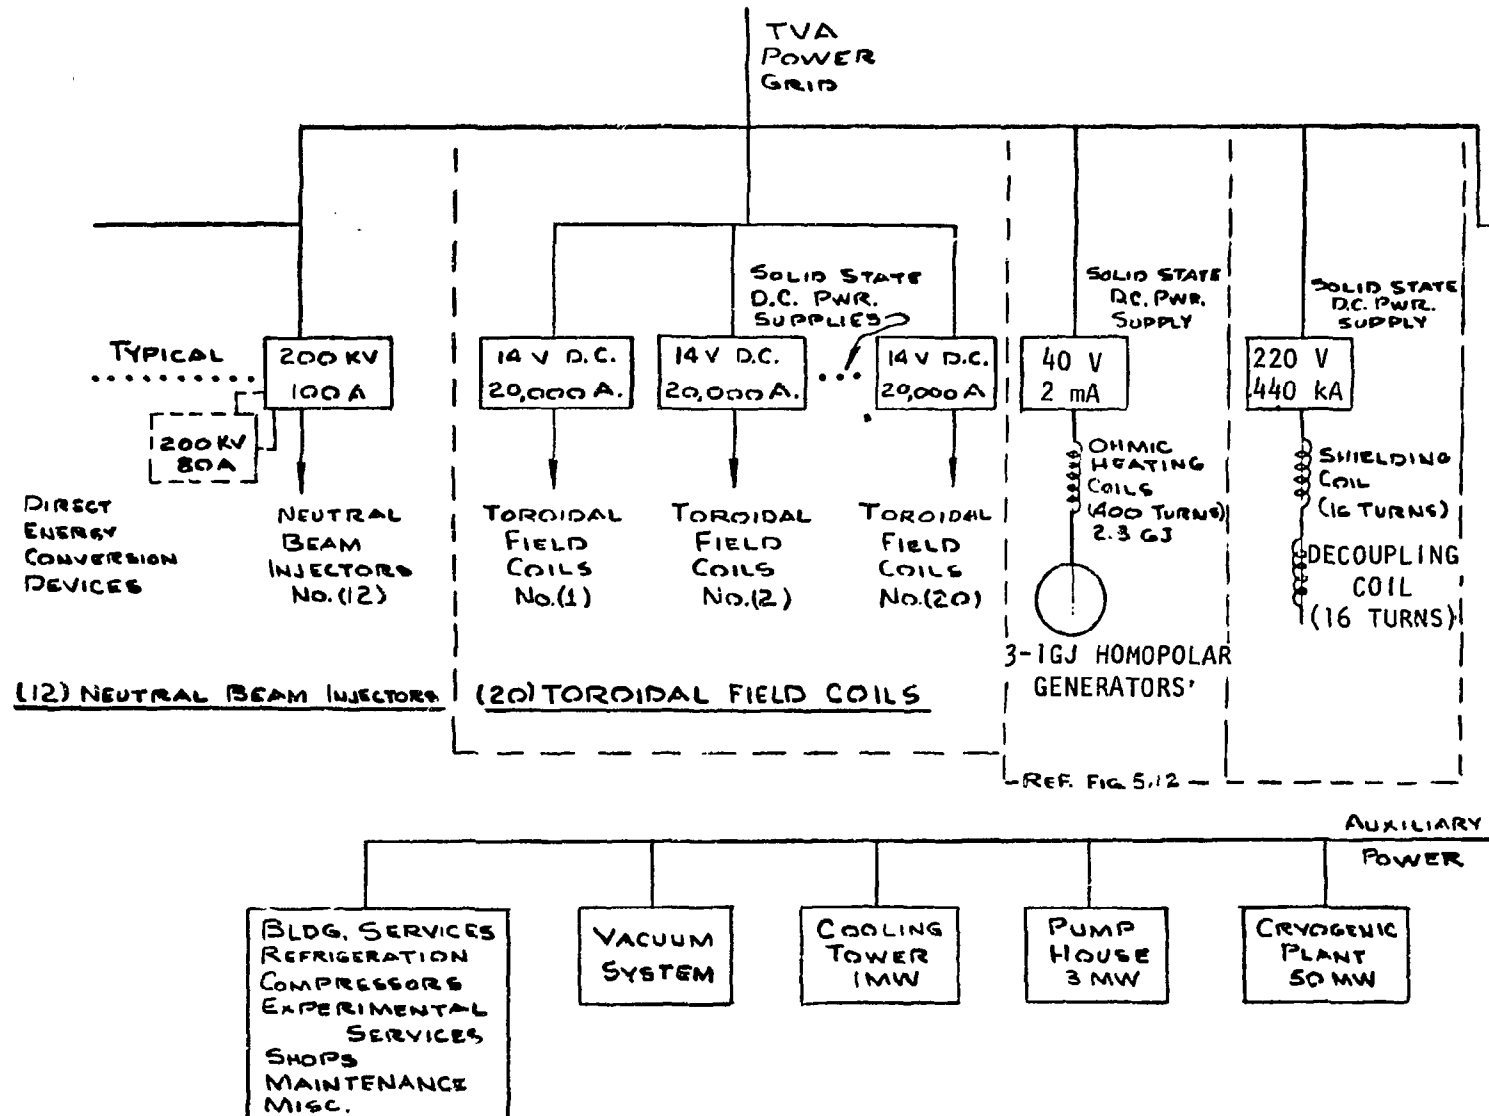 TVA
POWER
GRID
SOLID STATE
D.C. PWR.
SUPPLIES
SOLID STATE
D.C. PWR.
SUPPLY
SOLID STATE
D.C. PWR.
SUPPLY
TYPICAL
200 KV
100 A
200 KV
80 A
14 V D.C.
20,000 A.
14 V D.C.
20,000 A.
14 V D.C.
20,000 A
40 V
2 mA
220 V
440 kA
DIRECT
ENERGY
CONVERSION
DEVICES
NEUTRAL
BEAM
INJECTORS
No.(12)
TOROIDAL
FIELD
COILS
No.(1)
TOROIDAL
FIELD
COILS
No.(2)
TOROIDAL
FIELD
COILS
No.(20)
OHMIC
HEATING
COILS
(400 TURNS)
2.3 GJ
SHIELDING
COIL
(16 TURNS)
DECOUPLING
COIL
(16 TURNS)
3-1GJ HOMOPOLAR
GENERATORS'
(12) NEUTRAL BEAM INJECTORS
(20) TOROIDAL FIELD COILS
REF. FIG 5.12
AUXILIARY
POWER
BLDG. SERVICES
REFRIGERATION
COMPRESSORS
EXPERIMENTAL
SERVICES
SHOPS
MAINTENANCE
MISC.
VACUUM
SYSTEM
COOLING
TOWER
1MW
PUMP
HOUSE
3 MW
CRYOGENIC
PLANT
50 MW